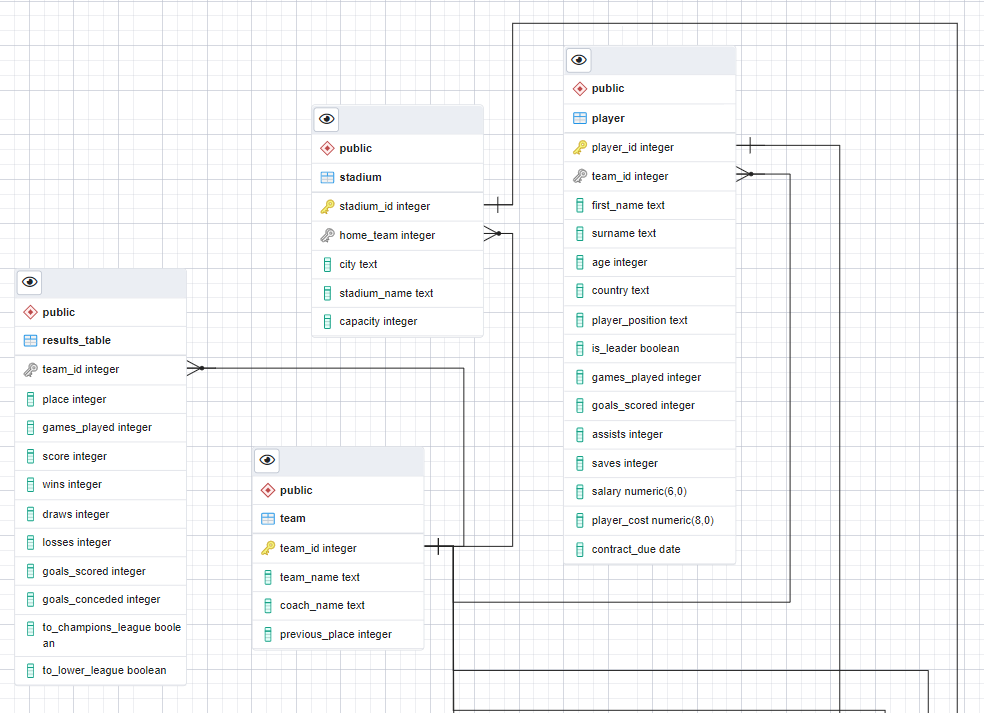 public
player
player_id integer
team_id integer
first_name text
surname text
age integer
country text
player_position text
is_leader boolean
games_played integer
goals_scored integer
assists integer
saves integer
salary numeric(6,0)
player_cost numeric(8,0)
contract_due date
public
stadium
stadium_id integer
home_team integer
city text
stadium_name text
capacity integer
public
results_table
team_id integer
place integer
games_played integer
score integer
wins integer
draws integer
losses integer
goals_scored integer
goals_conceded integer
to_champions_league boole
an
to_lower_league boolean
public
team
team_id integer
team_name text
coach_name text
previous_place integer